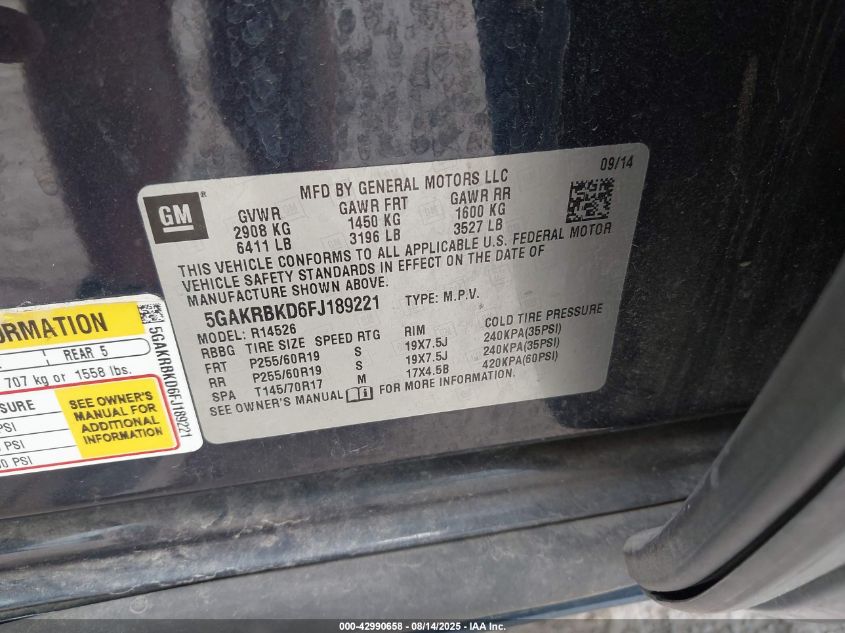 09/14
GM
MFD BY GENERAL MOTORS LLC
GVWR GAWR FRT GAWR RR
2908 KG 1450 KG 1600 KG
6411 LB 3196 LB 3527 LB
THIS VEHICLE CONFORMS TO ALL APPLICABLE U.S. FEDERAL MOTOR
VEHICLE SAFETY STANDARDS IN EFFECT ON THE DATE OF
MANUFACTURE SHOWN ABOVE.
5GAKRBKD6FJ189221 TYPE: M.P.V.
MODEL: R14526
RBBG TIRE SIZE SPEED RTG RIM COLD TIRE PRESSURE
FRT P255/60R19 S 19X7.5J 240KPA(35PSI)
RR P255/60R19 S 19X7.5J 240KPA(35PSI)
SPA T145/70R17 M 17X4.5B 420KPA(60PSI)
SEE OWNER'S MANUAL FOR MORE INFORMATION.
ORMATION
REAR 5
707 kg or 1558 lbs.
SURE
SEE OWNER'S
MANUAL FOR
ADDITIONAL
INFORMATION
PSI
PSI
0 PSI
5GAKRBKD6FJ189221
000-42990658 - 08/14/2025 - IAA Inc.